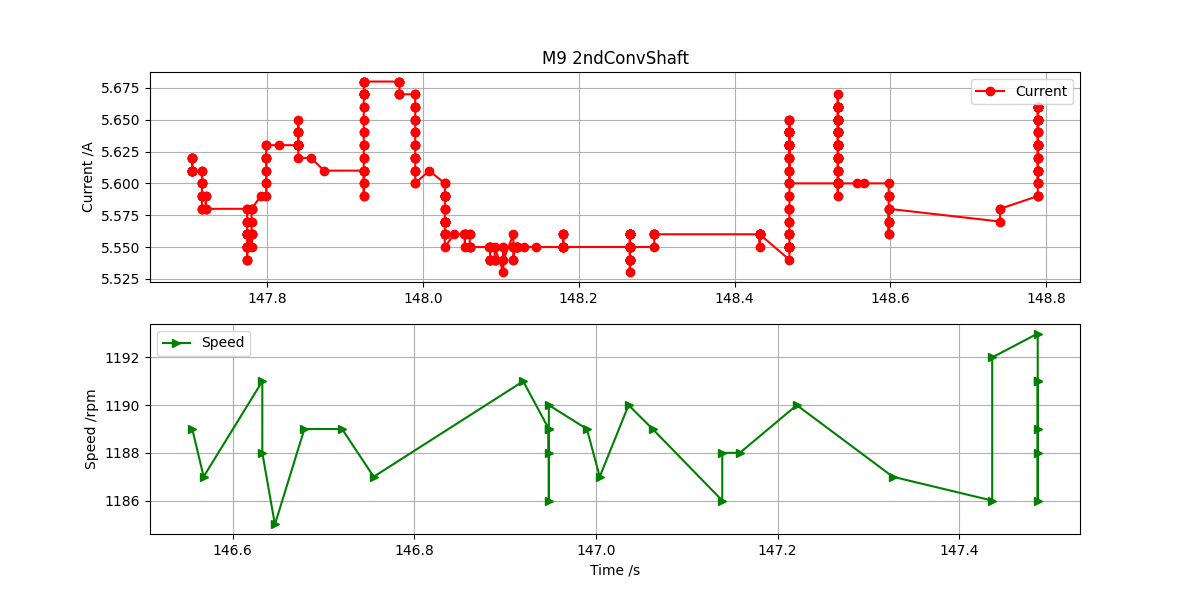 M9 2ndConvShaft
Current /A
5.675
5.650
5.625
5.600
5.575
5.550
5.525
Current
147.8 148.0 148.2 148.4 148.6 148.8
Speed /rpm
1192
1190
1188
1186
Speed
146.6 146.8 147.0 147.2 147.4
Time /s